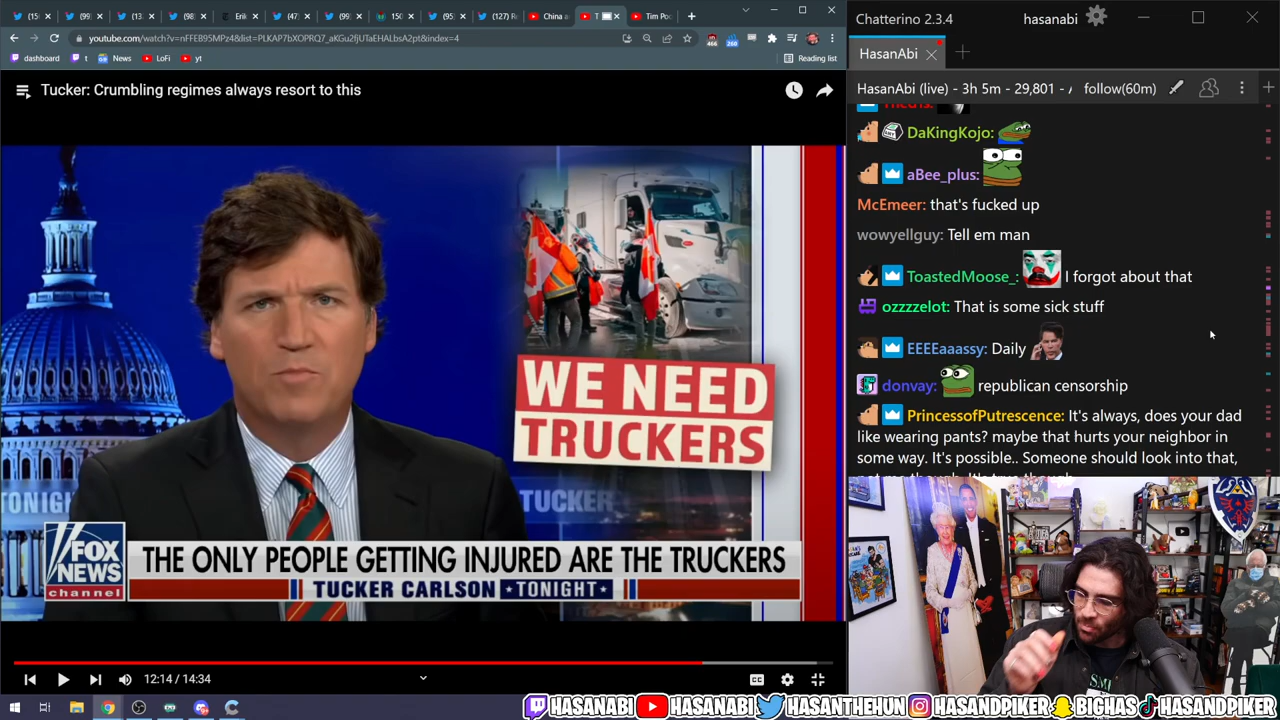 Chatterino 2.3.4
hasanabi
HasanAbi
youtube.com/watch?v=nFFEB95MPz4&list=PLKAP7bXOPRQ7_aKGu2fjUTaEHALbsA2pt&index=4
dashboard
t
News
LoFi
yt
Reading list
HasanAbi (live) - 3h 5m - 29,801 -
follow(60m)
Tucker: Crumbling regimes always resort to this
DaKingKojo:
aBee_plus:
McEmeer: that's fucked up
wowyellguy: Tell em man
ToastedMoose_: I forgot about that
ozzzzelot: That is some sick stuff
EEEEaaassy: Daily
donvay: republican censorship
PrincessofPutrescence: It's always, does your dad
like wearing pants? maybe that hurts your neighbor in
some way. It's possible.. Someone should look into that,
WE NEED
TRUCKERS
TONIGHT
TUCKER
FOX
NEWS
channel
THE ONLY PEOPLE GETTING INJURED ARE THE TRUCKERS
TUCKER CARLSON TONIGHT
12:14 / 14:34
HASANABI
HASANABI
HASANTHEHUN
HASANDPIKER
BIGHAS
HASANDPIKER